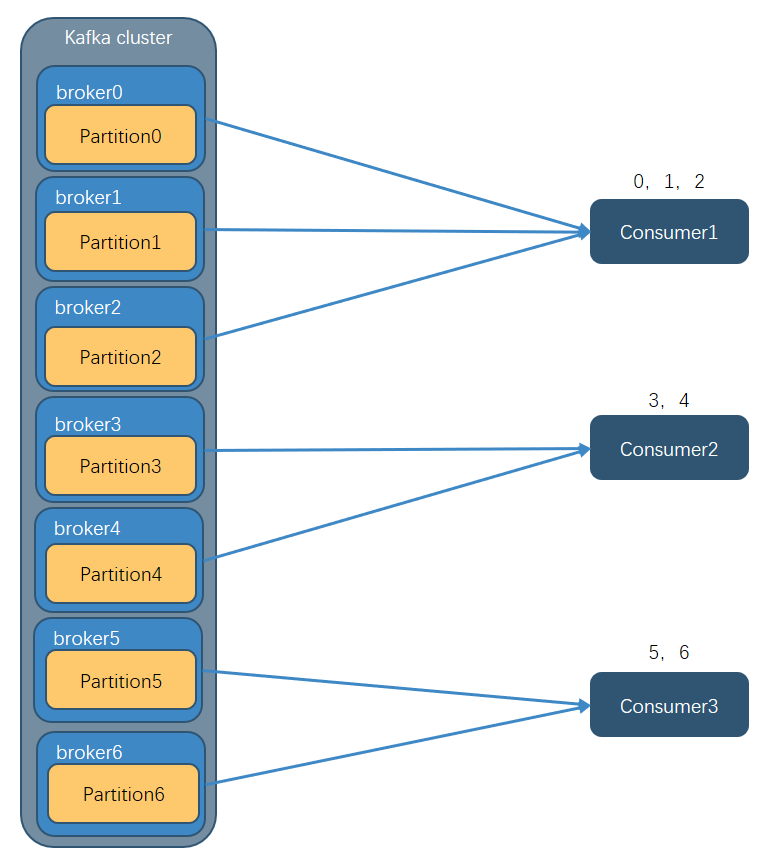 Kafka cluster
broker0
Partition0
broker1
Partition1
broker2
Partition2
broker3
Partition3
broker4
Partition4
broker5
Partition5
broker6
Partition6
0，1，2
Consumer1
3，4
Consumer2
5，6
Consumer3